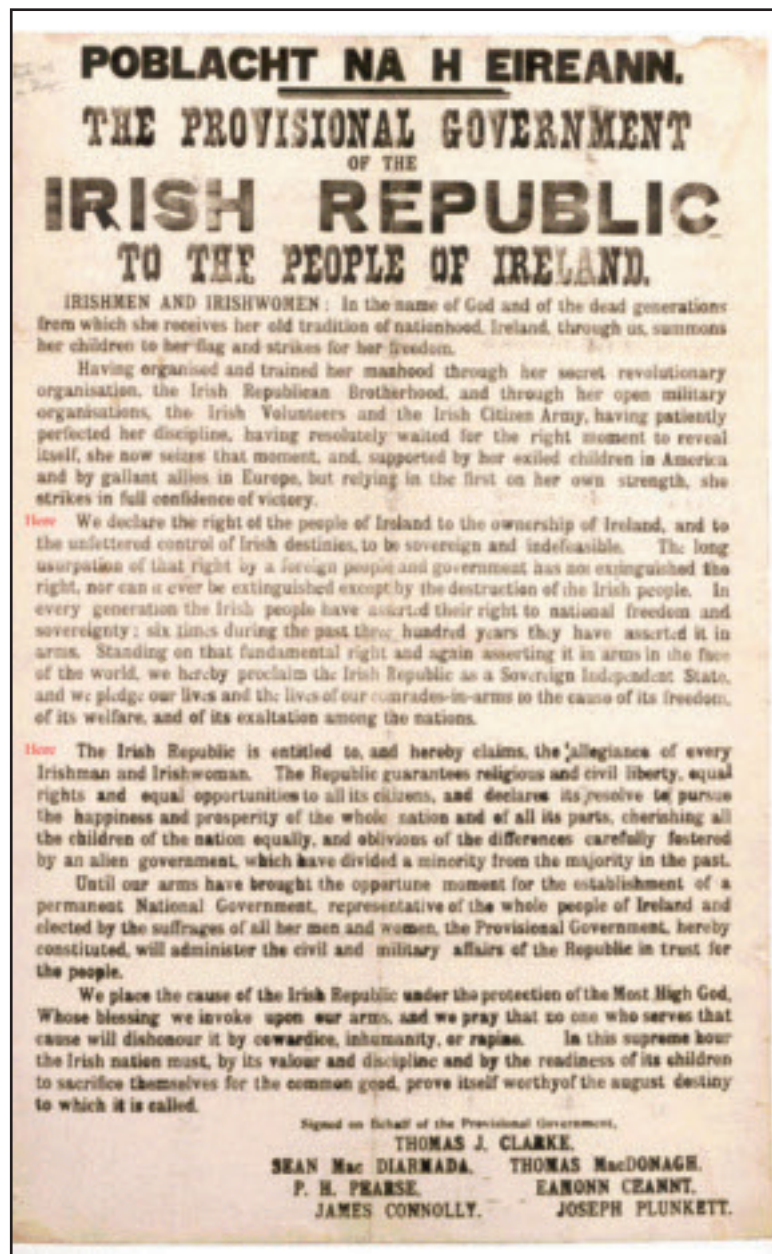 POBLACHT NA H EIREANN.
THE PROVISIONAL GOVERNMENT
OF THE
IRISH REPUBLIC
TO THE PEOPLE OF IRELAND.
IRISHMEN AND IRISHWOMEN: In the name of God and of the dead generations
from which she receives her old tradition of nationhood, Ireland, through us, summons
her children to her flag and strikes for her freedom.
Having organised and trained her manhood through her secret revolutionary
organisation, the Irish Republican Brotherhood, and through her open military
organisations, the Irish Volunteers and the Irish Citizen Army, having patiently
perfected her discipline, having resolutely waited for the right moment to reveal
itself, she now seizes that moment, and, supported by her exiled children in America
and by gallant allies in Europe, but relying in the first on her own strength, she
strikes in full confidence of victory.
Here We declare the right of the people of Ireland to the ownership of Ireland, and to
the unfettered control of Irish destinies, to be sovereign and indefeasible. The long
usurpation of that right by a foreign people and government has not extinguished the
right, nor can it ever be extinguished except by the destruction of the Irish people. In
every generation the Irish people have asserted their right to national freedom and
sovereignty; six times during the past three hundred years they have asserted it in
arms. Standing on that fundamental right and again asserting it in arms in the face
of the world, we hereby proclaim the Irish Republic as a Sovereign Independent State,
and we pledge our lives and the lives of our comrades-in-arms to the cause of its freedom,
of its welfare, and of its exaltation among the nations.
Here The Irish Republic is entitled to, and hereby claims, the allegiance of every
Irishman and Irishwoman. The Republic guarantees religious and civil liberty, equal
rights and equal opportunities to all its citizens, and declares its resolve to pursue
the happiness and prosperity of the whole nation and of all its parts, cherishing all
the children of the nation equally, and oblivious of the differences carefully fostered
by an alien government, which have divided a minority from the majority in the past.
Until our arms have brought the opportune moment for the establishment of a
permanent National Government, representative of the whole people of Ireland and
elected by the suffrages of all her men and women, the Provisional Government, hereby
constituted, will administer the civil and military affairs of the Republic in trust for
the people.
We place the cause of the Irish Republic under the protection of the Most High God,
Whose blessing we invoke upon our arms, and we pray that no one who serves that
cause will dishonour it by cowardice, inhumanity, or rapine. In this supreme hour
the Irish nation must, by its valour and discipline and by the readiness of its children
to sacrifice themselves for the common good, prove itself worthy of the august destiny
to which it is called.
Signed on Behalf of the Provisional Government,
THOMAS J. CLARKE,
SEAN Mac DIARMADA, THOMAS MacDONAGH,
P. H. PEARSE, EAMONN CEANNT,
JAMES CONNOLLY, JOSEPH PLUNKETT.